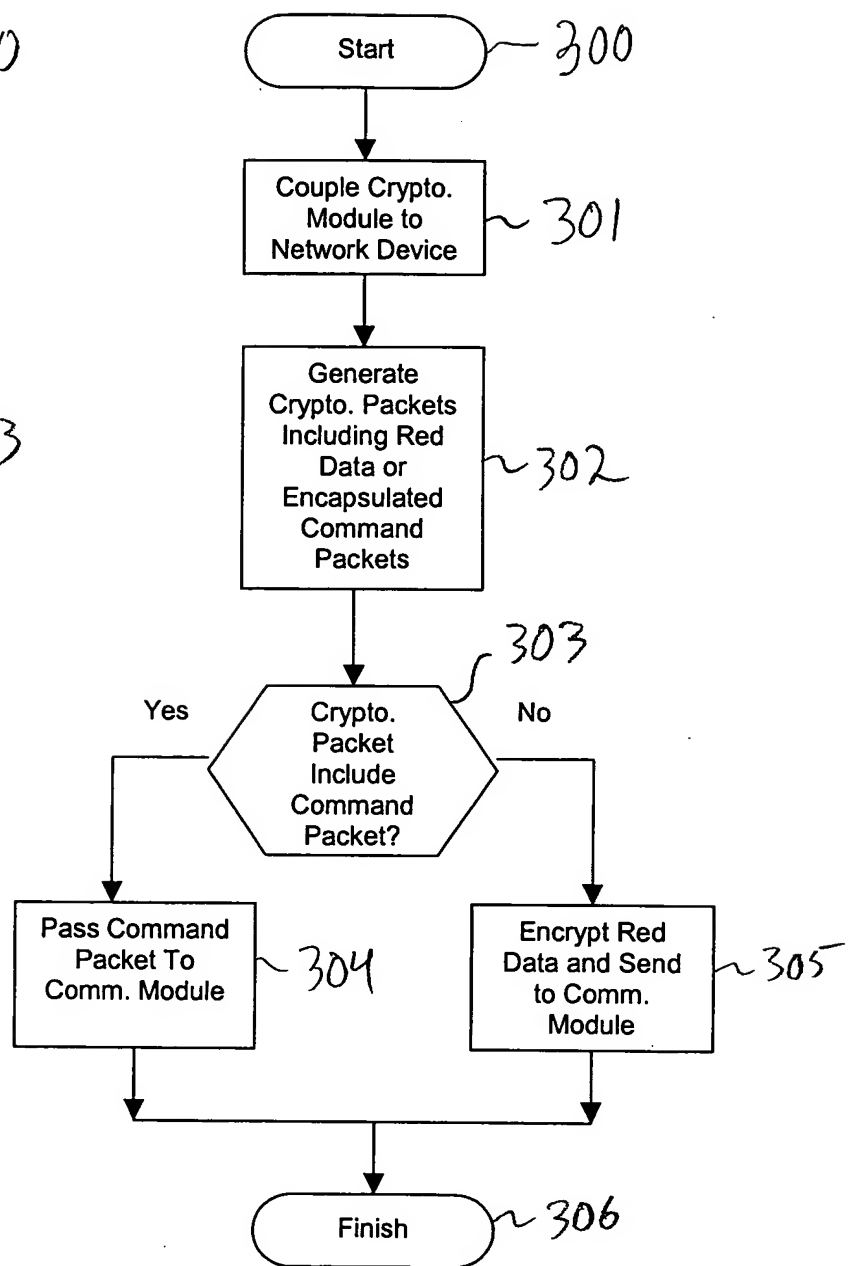 Start
300
Couple Crypto.
Module to
Network Device
301
Generate
Crypto. Packets
Including Red
Data or
Encapsulated
Command
Packets
302
303
Yes
Crypto.
Packet
Include
Command
Packet?
No
Pass Command
Packet To
Comm. Module
304
Encrypt Red
Data and Send
to Comm.
Module
305
Finish
306